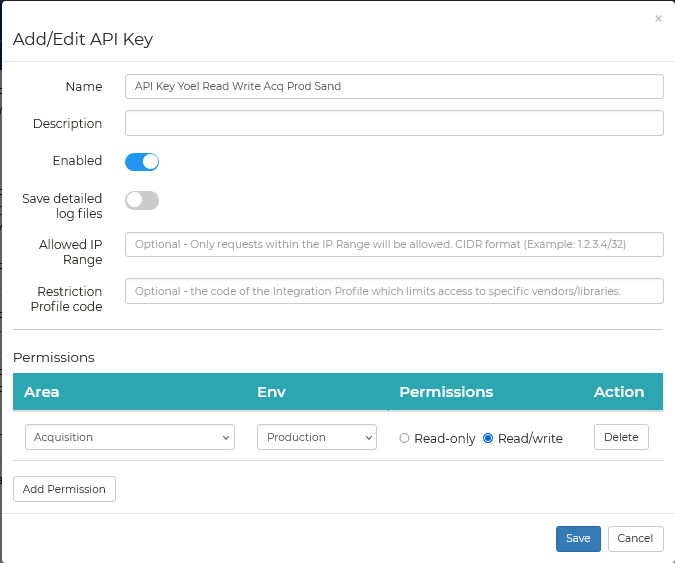 ×
Add/Edit API Key
Name
API Key Yoel Read Write Acq Prod Sand
Description
Enabled
Save detailed
log files
Allowed IP
Range
Optional - Only requests within the IP Range will be allowed. CIDR format (Example: 1.2.3.4/32)
Restriction
Profile code
Optional - the code of the Integration Profile which limits access to specific vendors/libraries.
Permissions
Area Env Permissions Action
Acquisition Production Read-only Read/write Delete
Add Permission
Save Cancel